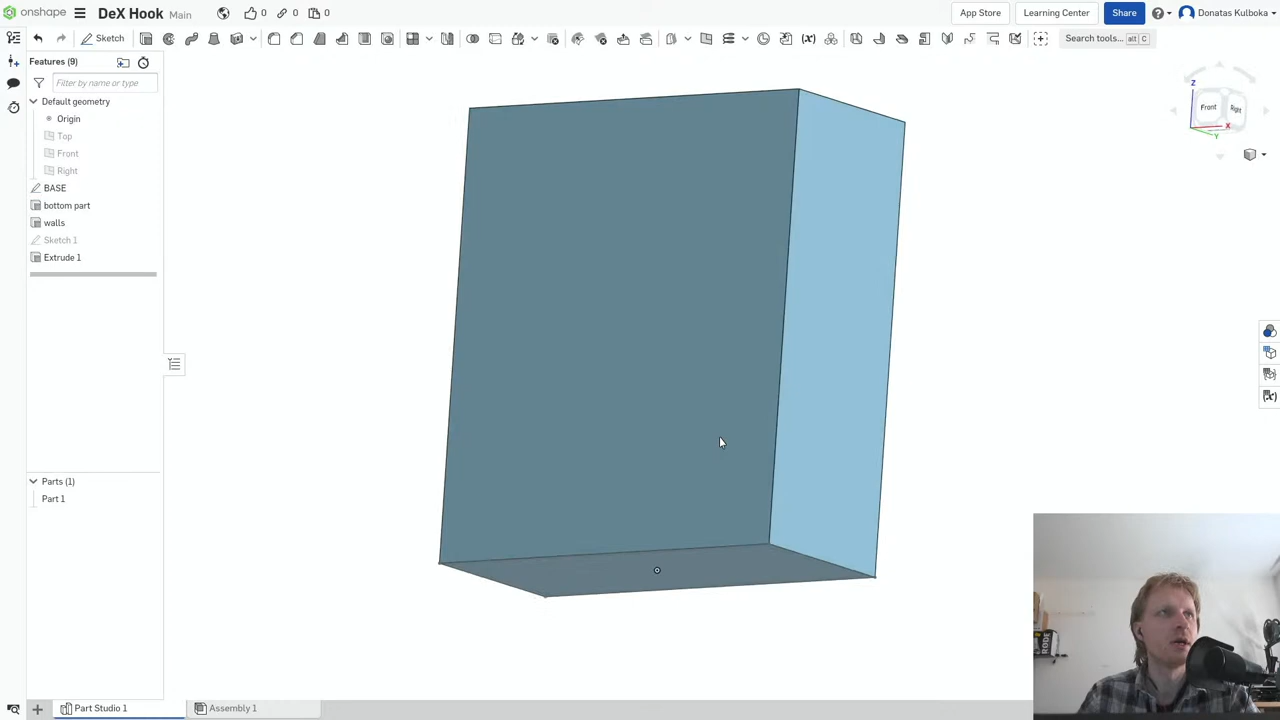 onshape
DeX Hook Main
0
0
0
App Store
Learning Center
Share
Donatas Kulboka
Sketch
Search tools... alt C
Features (9)
Filter by name or type
Default geometry
Origin
Top
Front
Right
BASE
bottom part
walls
Sketch 1
Extrude 1
Parts (1)
Part 1
Z
Front
Right
X
Y
RODE
Part Studio 1
Assembly 1